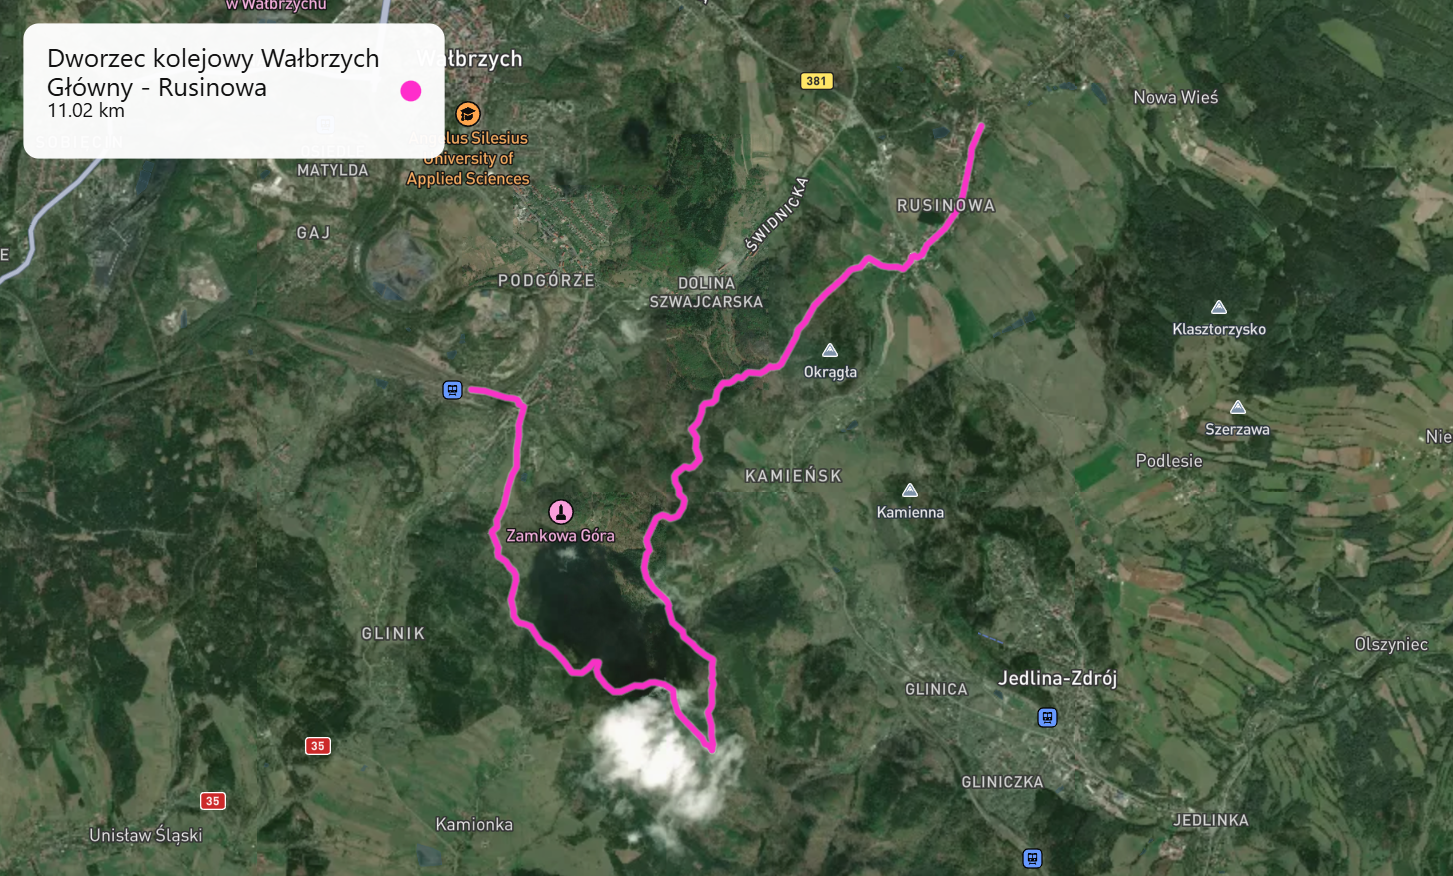 w Wałbrzychu
Dworzec kolejowy Wałbrzych
Główny - Rusinowa
11.02 km
Wałbrzych
381
Nowa Wieś
SOBIĘCIN
OSIEDLE
MATYLDA
Angelus Silesius
University of
Applied Sciences
RUSINOWA
ŚWIDNICKA
GAJ
E
PODGÓRZE
DOLINA
SZWAJCARSKA
Klasztorzysko
Okrągła
Szerzawa
Nie
Podlesie
KAMIEŃSK
Kamienna
Zamkowa Góra
GLINIK
Olszyniec
Jedlina-Zdrój
GLINICA
35
GLINICZKA
35
Kamionka
JEDLINKA
Unisław Śląski